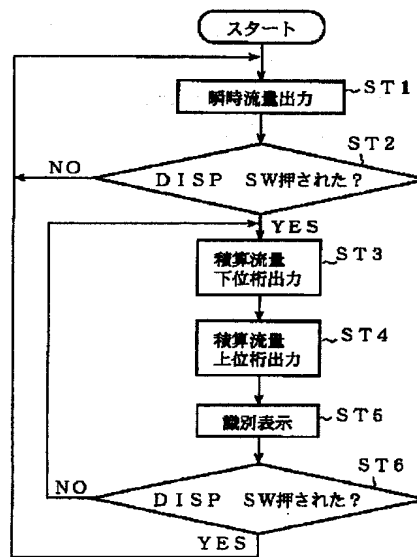 スタート
瞬時流量出力
ST1
ST2
DISP SW押された？
NO
YES
積算流量
下位桁出力
ST3
積算流量
上位桁出力
ST4
識別表示
ST5
ST6
DISP SW押された？
NO
YES